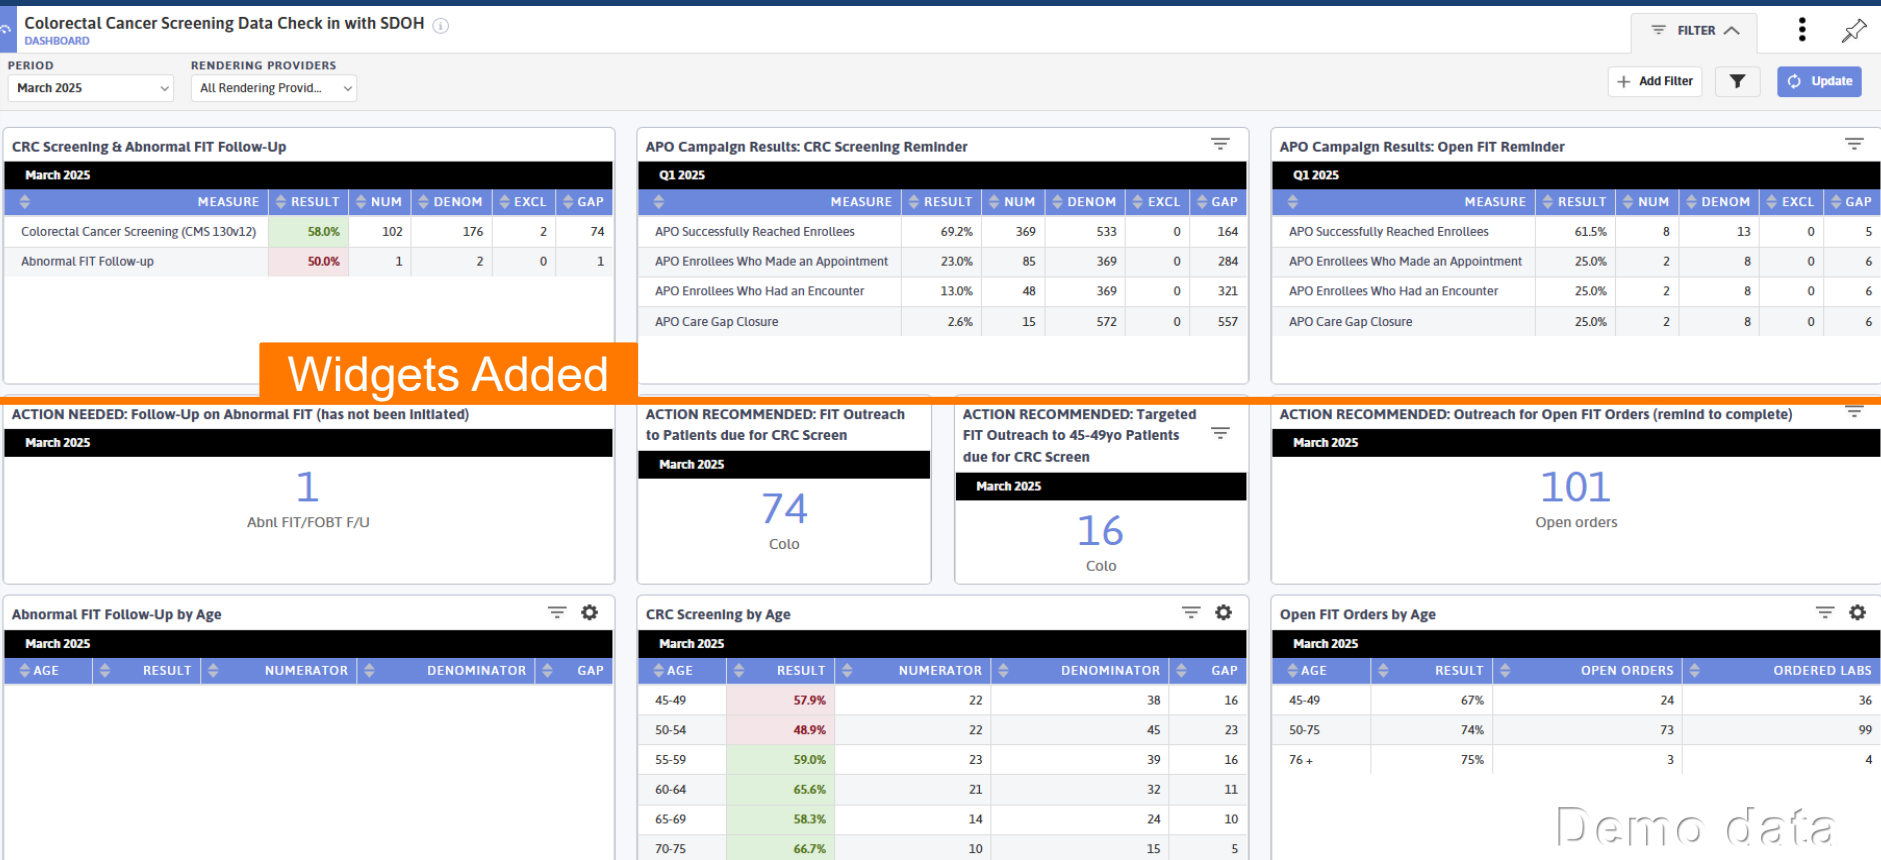 Colorectal Cancer Screening Data Check in with SDOH
DASHBOARD
FILTER
PERIOD
RENDERING PROVIDERS
March 2025
All Rendering Provid...
Add Filter
Update
CRC Screening & Abnormal FIT Follow-Up
March 2025
MEASURE RESULT NUM DENOM EXCL GAP
Colorectal Cancer Screening (CMS 130v12) 58.0% 102 176 2 74
Abnormal FIT Follow-up 50.0% 1 2 0 1
APO Campaign Results: CRC Screening Reminder
Q1 2025
MEASURE RESULT NUM DENOM EXCL GAP
APO Successfully Reached Enrollees 69.2% 369 533 0 164
APO Enrollees Who Made an Appointment 23.0% 85 369 0 284
APO Enrollees Who Had an Encounter 13.0% 48 369 0 321
APO Care Gap Closure 2.6% 15 572 0 557
APO Campaign Results: Open FIT Reminder
Q1 2025
MEASURE RESULT NUM DENOM EXCL GAP
APO Successfully Reached Enrollees 61.5% 8 13 0 5
APO Enrollees Who Made an Appointment 25.0% 2 8 0 6
APO Enrollees Who Had an Encounter 25.0% 2 8 0 6
APO Care Gap Closure 25.0% 2 8 0 6
Widgets Added
ACTION NEEDED: Follow-Up on Abnormal FIT (has not been initiated)
March 2025
1
Abnl FIT/FOBT F/U
ACTION RECOMMENDED: FIT Outreach
to Patients due for CRC Screen
March 2025
74
Colo
ACTION RECOMMENDED: Targeted
FIT Outreach to 45-49yo Patients
due for CRC Screen
March 2025
16
Colo
ACTION RECOMMENDED: Outreach for Open FIT Orders (remind to complete)
March 2025
101
Open orders
Abnormal FIT Follow-Up by Age
March 2025
AGE RESULT NUMERATOR DENOMINATOR GAP
CRC Screening by Age
March 2025
AGE RESULT NUMERATOR DENOMINATOR GAP
45-49 57.9% 22 38 16
50-54 48.9% 22 45 23
55-59 59.0% 23 39 16
60-64 65.6% 21 32 11
65-69 58.3% 14 24 10
70-75 66.7% 10 15 5
Open FIT Orders by Age
March 2025
AGE RESULT OPEN ORDERS ORDERED LABS
45-49 67% 24 36
50-75 74% 73 99
76 + 75% 3 4
Demo data